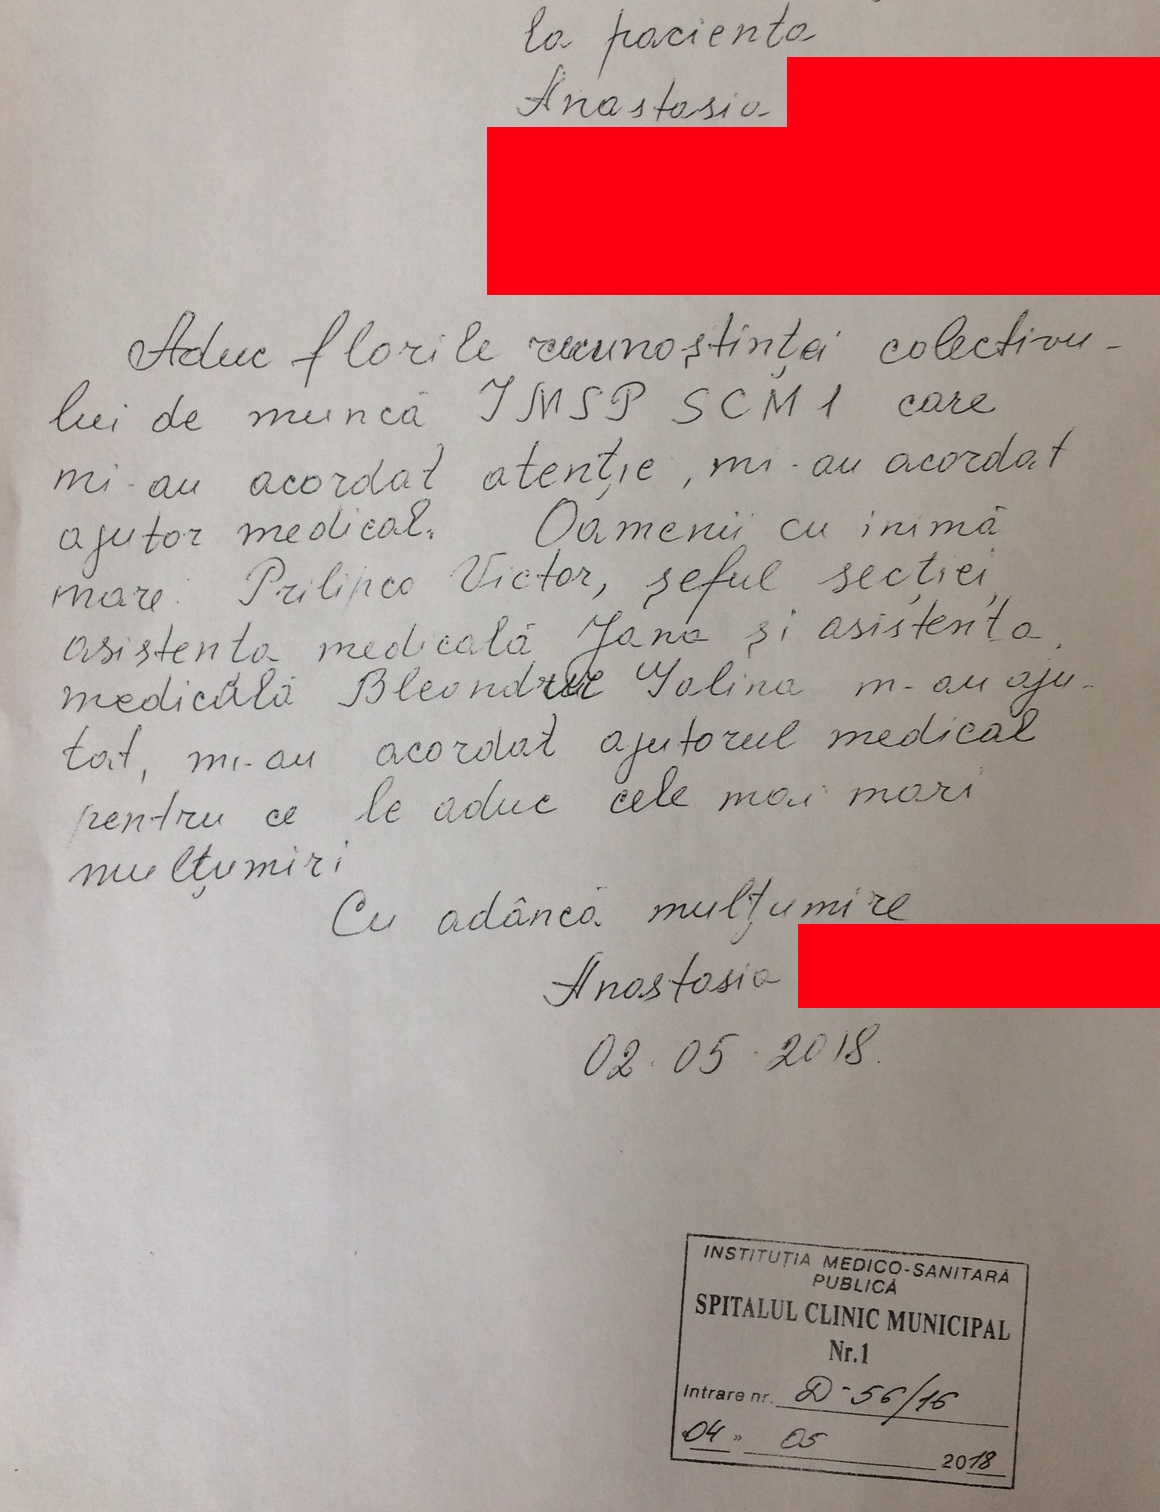 la pacienta
Anastasia
Aduc florile recunoștinței colectivu-
lui de muncă IMSP SCM 1 care
mi-au acordat atenție, mi-au acordat
ajutor medical. Oamenii cu inimă
mare Prilipco Victor, șeful secției,
asistenta medicală Jana și asistenta
medicală Ialina m-au aju-
tat, mi-au acordat ajutorul medical
pentru ce le aduc cele mai mari
mulțumiri
Cu adâncă mulțumire
Anastasia
02.05.2018.
INSTITUȚIA MEDICO-SANITARĂ
PUBLICĂ
SPITALUL CLINIC MUNICIPAL
Nr.1
Intrare nr. D-56/16
"04" 05 2018